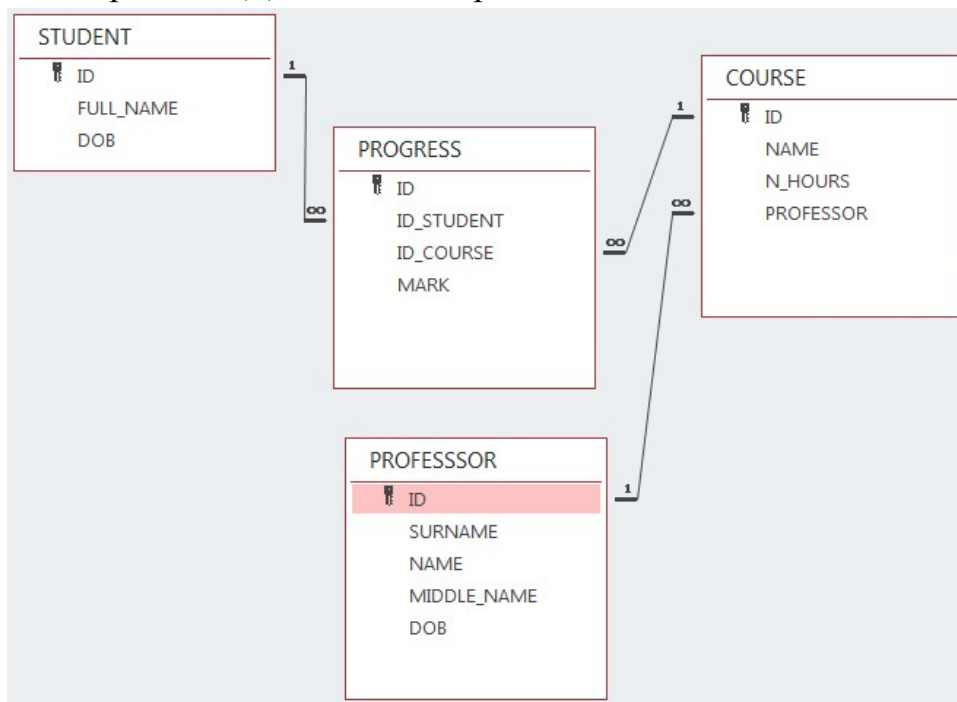 STUDENT
ID
FULL_NAME
DOB
1
∞
PROGRESS
ID
ID_STUDENT
ID_COURSE
MARK
COURSE
ID
NAME
N_HOURS
PROFESSOR
1
∞
∞
PROFESSSOR
ID
SURNAME
NAME
MIDDLE_NAME
DOB
1